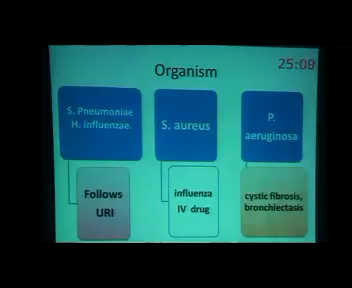 25:09
Organism
S. Pneumoniae
H. influenzae.
S. aureus
P.
aeruginosa
Follows
URI
influenza
IV drug
cystic fibrosis,
bronchiectasis